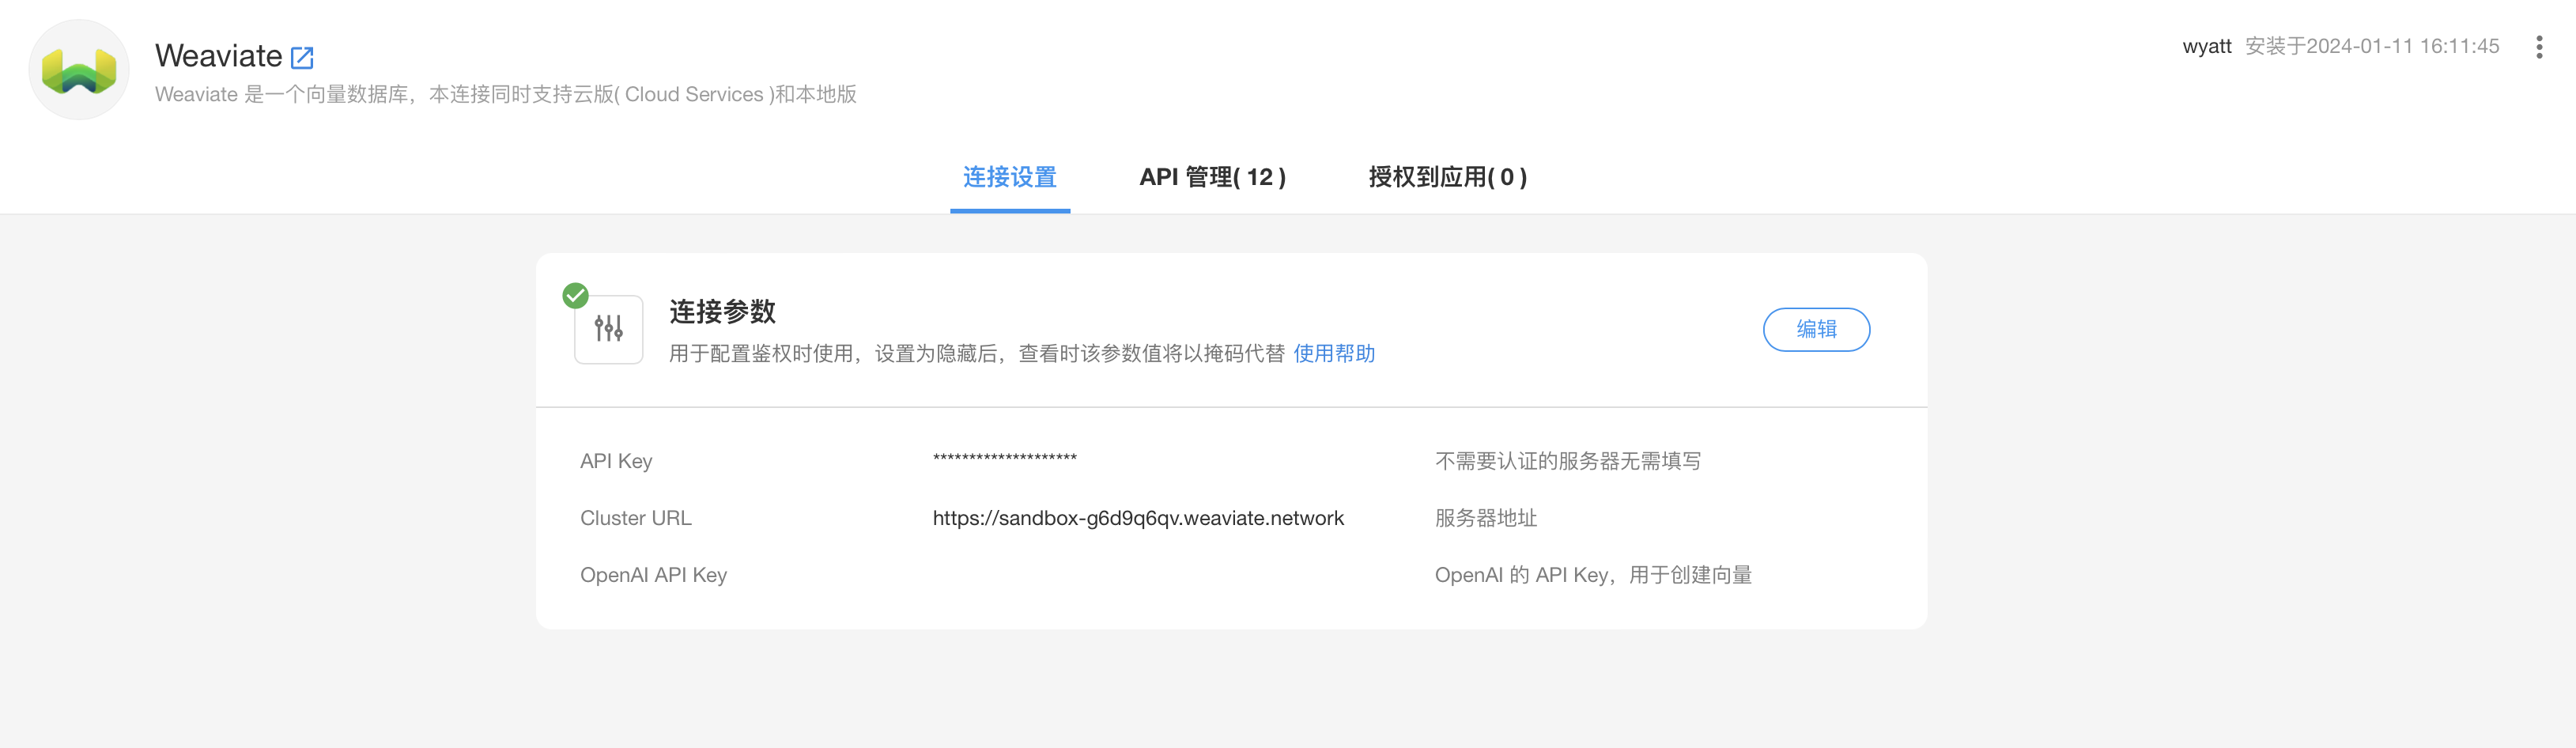 Weaviate
wyatt 安装于2024-01-11 16:11:45
Weaviate 是一个向量数据库，本连接同时支持云版( Cloud Services )和本地版
连接设置 API 管理( 12 ) 授权到应用( 0 )
连接参数
编辑
用于配置鉴权时使用，设置为隐藏后，查看时该参数值将以掩码代替 使用帮助
API Key ******************** 不需要认证的服务器无需填写
Cluster URL https://sandbox-g6d9q6qv.weaviate.network 服务器地址
OpenAI API Key OpenAI 的 API Key，用于创建向量